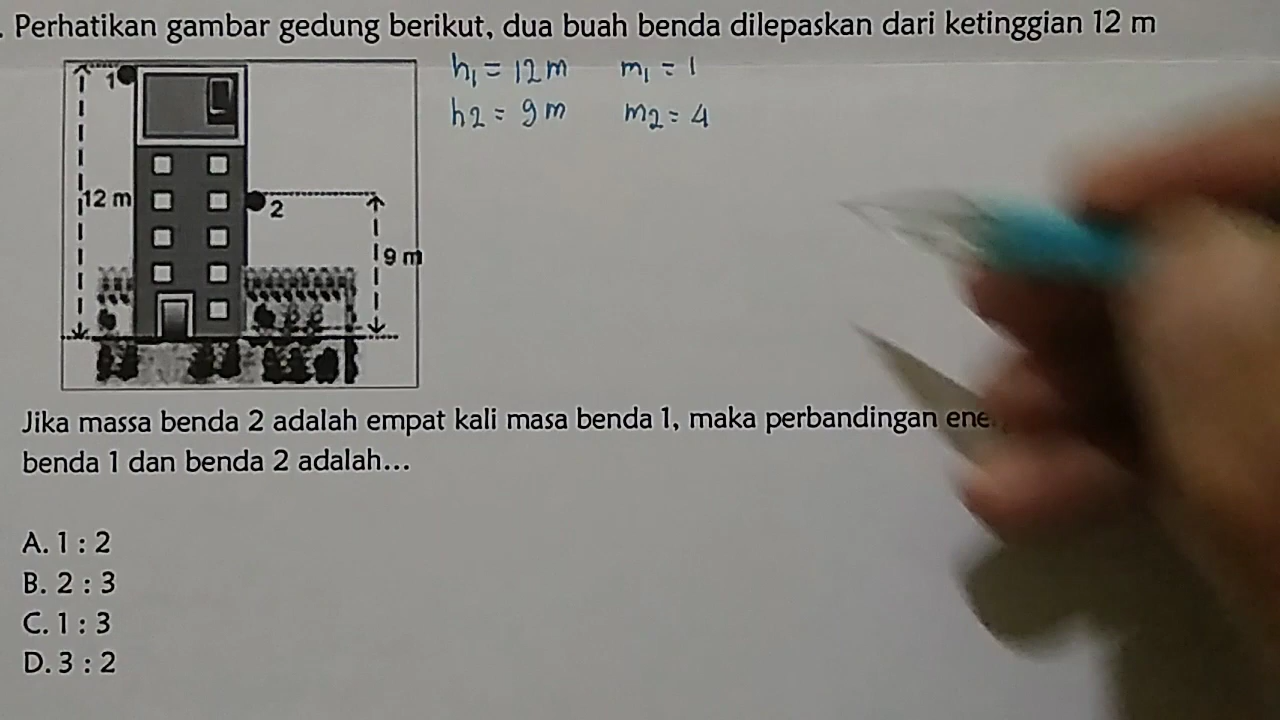 . Perhatikan gambar gedung berikut, dua buah benda dilepaskan dari ketinggian 12 m
h1 = 12 m m1 = 1
h2 = 9 m m2 = 4
1
12 m
2
9 m
Jika massa benda 2 adalah empat kali masa benda 1, maka perbandingan
benda 1 dan benda 2 adalah...
A. 1 : 2
B. 2 : 3
C. 1 : 3
D. 3 : 2